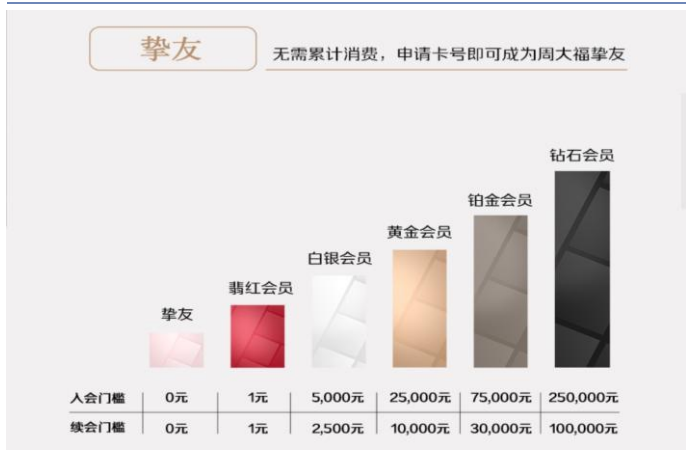 挚友
无需累计消费，申请卡号即可成为周大福挚友
钻石会员
铂金会员
黄金会员
白银会员
翡红会员
挚友
入会门槛 0元 1元 5,000元 25,000元 75,000元 250,000元
续会门槛 0元 1元 2,500元 10,000元 30,000元 100,000元